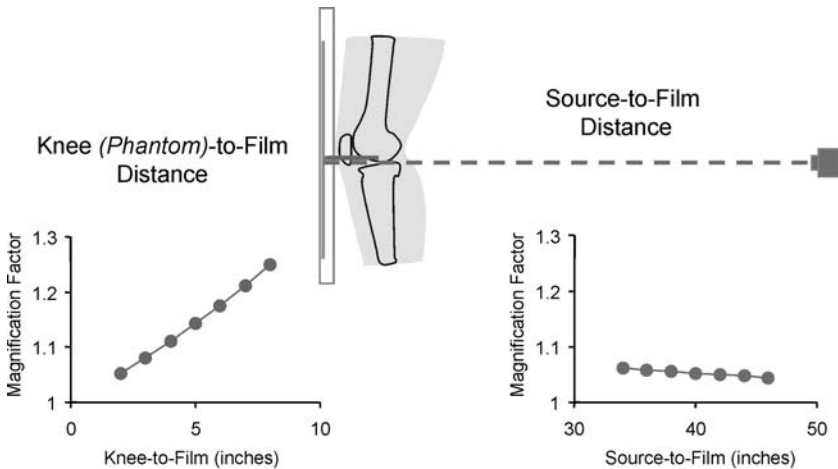 Knee (Phantom)-to-Film
Distance
Source-to-Film
Distance
Magnification Factor
1.3
1.2
1.1
1
0
5
10
Knee-to-Film (inches)
Magnification Factor
1.3
1.2
1.1
1
30
40
50
Source-to-Film (inches)